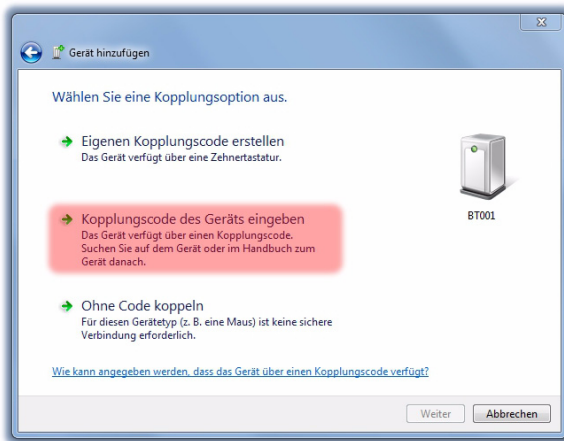 Gerät hinzufügen
Wählen Sie eine Kopplungsoption aus.
Eigenen Kopplungscode erstellen
Das Gerät verfügt über eine Zehnertastatur.
Kopplungscode des Geräts eingeben
Das Gerät verfügt über einen Kopplungscode.
Suchen Sie auf dem Gerät oder im Handbuch zum
Gerät danach.
BT001
Ohne Code koppeln
Für diesen Gerätetyp (z. B. eine Maus) ist keine sichere
Verbindung erforderlich.
Wie kann angegeben werden, dass das Gerät über einen Kopplungscode verfügt?
Weiter
Abbrechen